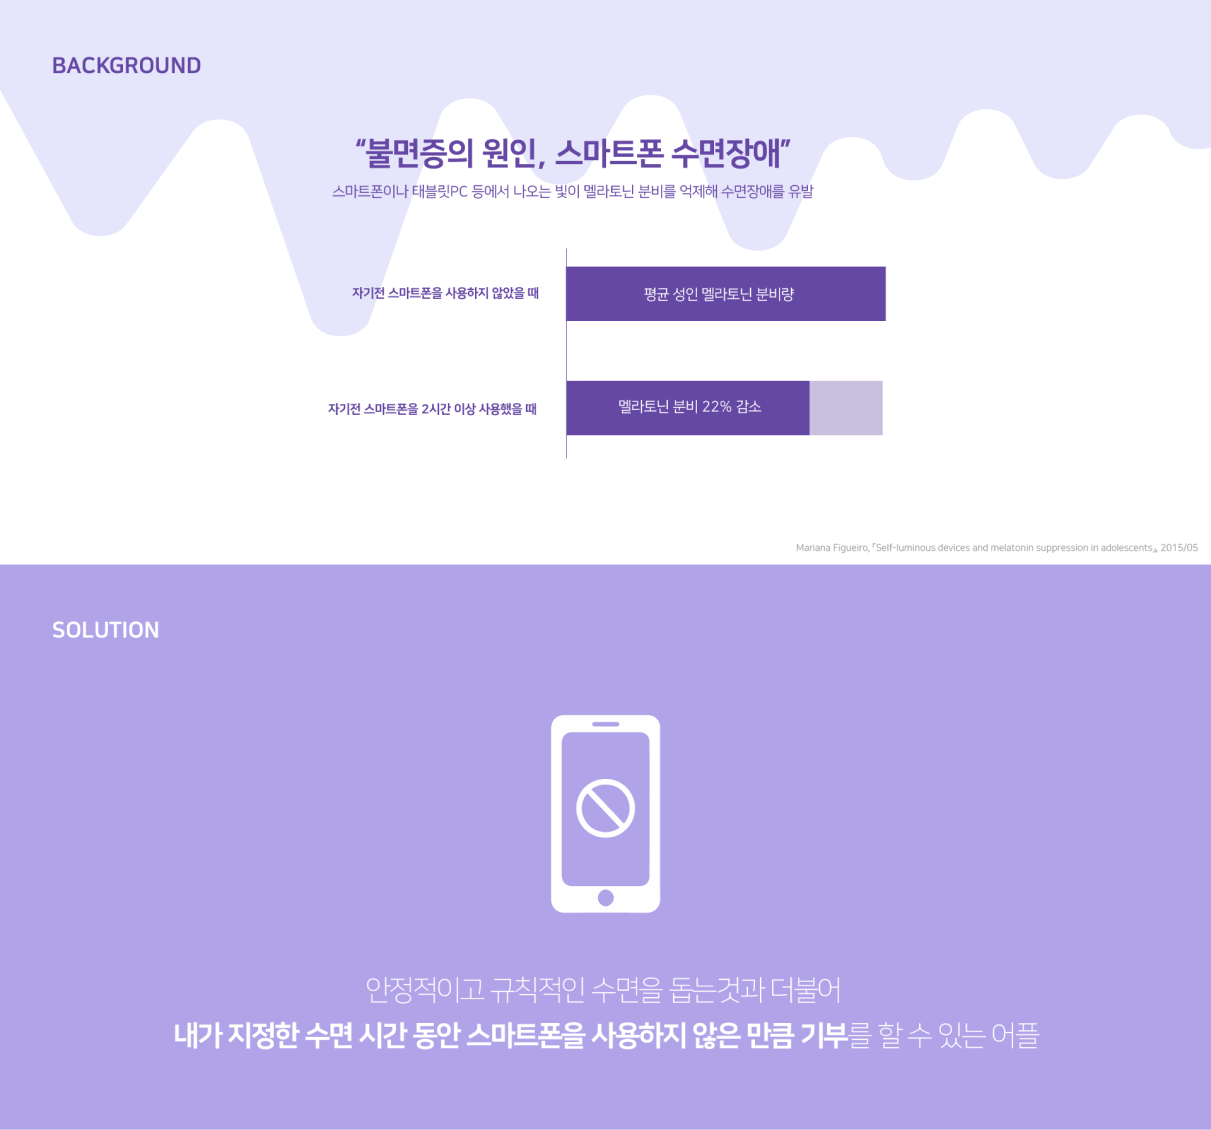 BACKGROUND
“불면증의 원인, 스마트폰 수면장애”
스마트폰이나 태블릿PC 등에서 나오는 빛이 멜라토닌 분비를 억제해 수면장애를 유발
자기전 스마트폰을 사용하지 않았을 때
평균 성인 멜라토닌 분비량
자기전 스마트폰을 2시간 이상 사용했을 때
멜라토닌 분비 22% 감소
Mariana Figueiro,『Self-luminous devices and melatonin suppression in adolescents』, 2015/05
SOLUTION
안정적이고 규칙적인 수면을 돕는것과 더불어
내가 지정한 수면 시간 동안 스마트폰을 사용하지 않은 만큼 기부를 할 수 있는 어플